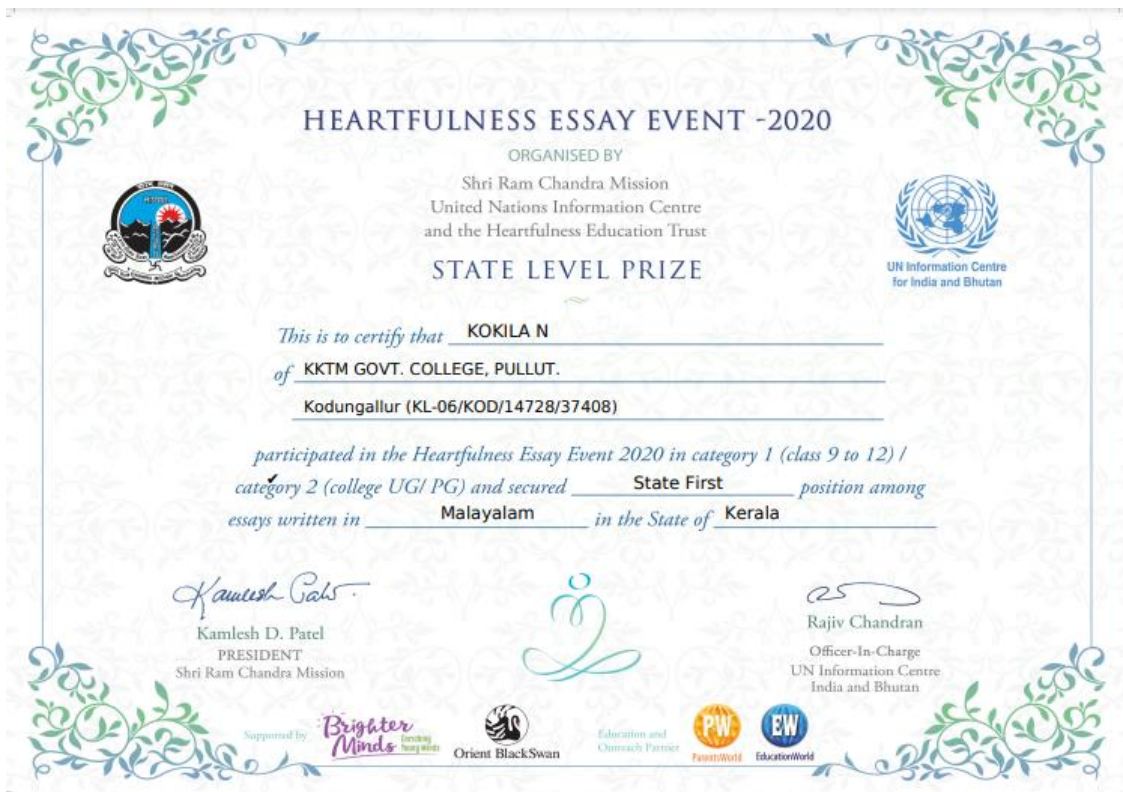 HEARTFULNESS ESSAY EVENT -2020
ORGANISED BY
Shri Ram Chandra Mission
United Nations Information Centre
and the Heartfulness Education Trust
STATE LEVEL PRIZE
UN Information Centre
for India and Bhutan
This is to certify that KOKILA N
of KKTM GOVT. COLLEGE, PULLUT.
Kodungallur (KL-06/KOD/14728/37408)
participated in the Heartfulness Essay Event 2020 in category 1 (class 9 to 12) /
category 2 (college UG/ PG) and secured State First position among
essays written in Malayalam in the State of Kerala
Kamlesh D. Patel
PRESIDENT
Shri Ram Chandra Mission
Rajiv Chandran
Officer-In-Charge
UN Information Centre
India and Bhutan
Supported by
Brighter
Minds
Enriching
Young Minds
Orient BlackSwan
Education and
Outreach Partner
PW
ParentsWorld
EW
EducationWorld